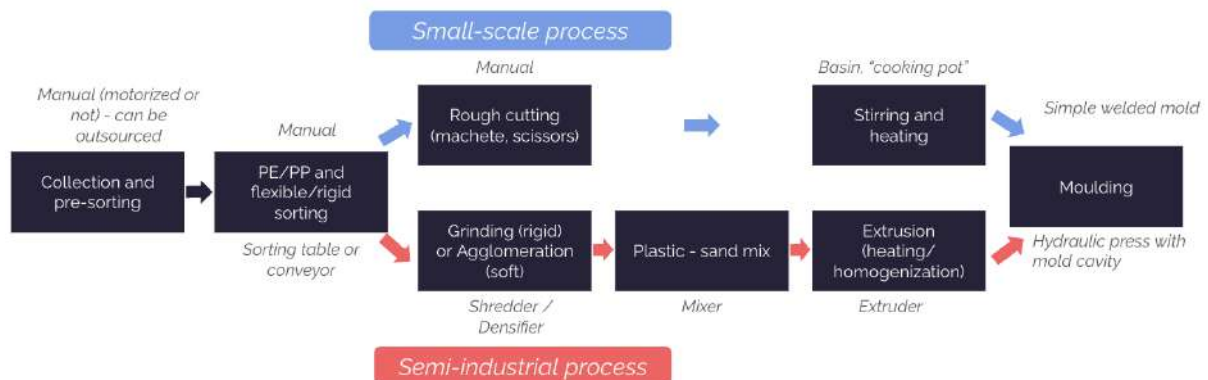 Small-scale process
Manual
Basin, “cooking pot”
Manual (motorized or
not) - can be
outsourced
Manual
Simple welded mold
Rough cutting
(machete, scissors)
Stirring and
heating
Collection and
pre-sorting
PE/PP and
flexible/rigid
sorting
Moulding
Sorting table or
conveyor
Grinding (rigid)
or Agglomeration
(soft)
Plastic - sand mix
Extrusion
(heating/
homogenization)
Hydraulic press with
mold cavity
Shredder /
Densifier
Mixer
Extruder
Semi-industrial process